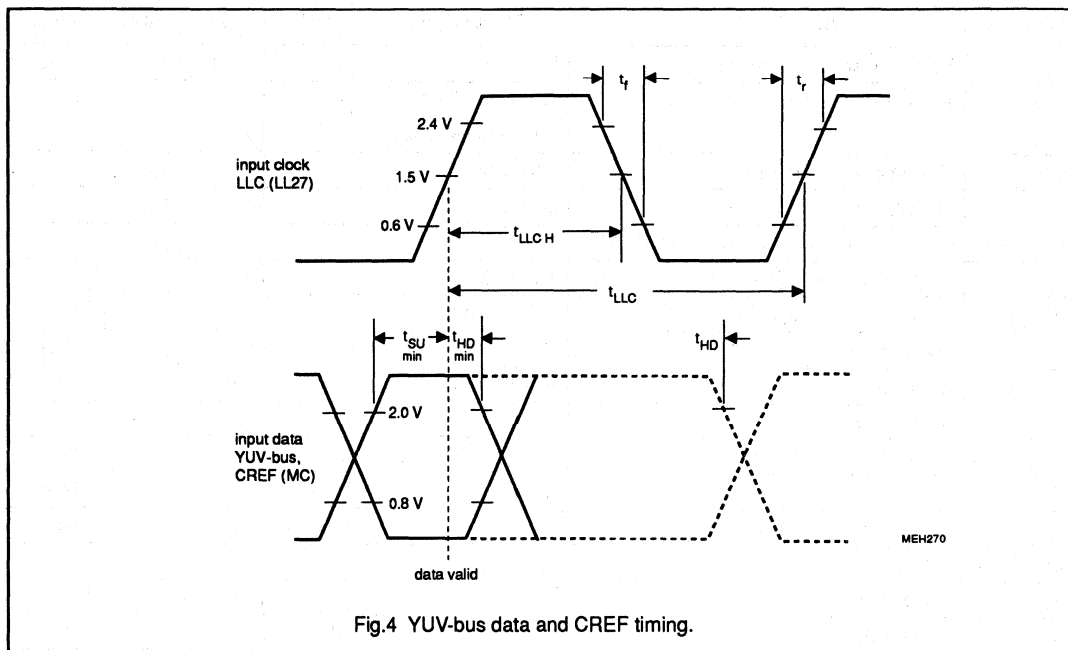 t_f
t_r
2.4 V
input clock
LLC (LL27)
1.5 V
0.6 V
t_LLC H
t_LLC
t_SU
min
t_HD
min
t_HD
2.0 V
input data
YUV-bus,
CREF (MC)
0.8 V
MEH270
data valid
Fig.4 YUV-bus data and CREF timing.